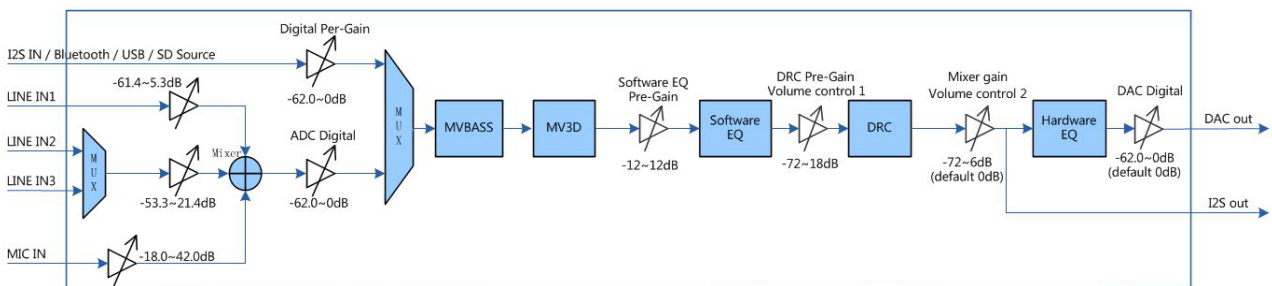 Digital Per-Gain
I2S IN / Bluetooth / USB / SD Source
-62.0~0dB
LINE IN1
-61.4~5.3dB
LINE IN2
LINE IN3
MUX
-53.3~21.4dB
Mixer
MIC IN
-18.0~42.0dB
ADC Digital
-62.0~0dB
MUX
MVBASS
MV3D
Software EQ
Pre-Gain
-12~12dB
Software
EQ
DRC Pre-Gain
Volume control 1
-72~18dB
DRC
Mixer gain
Volume control 2
-72~6dB
(default 0dB)
Hardware
EQ
DAC Digital
-62.0~0dB
(default 0dB)
DAC out
I2S out